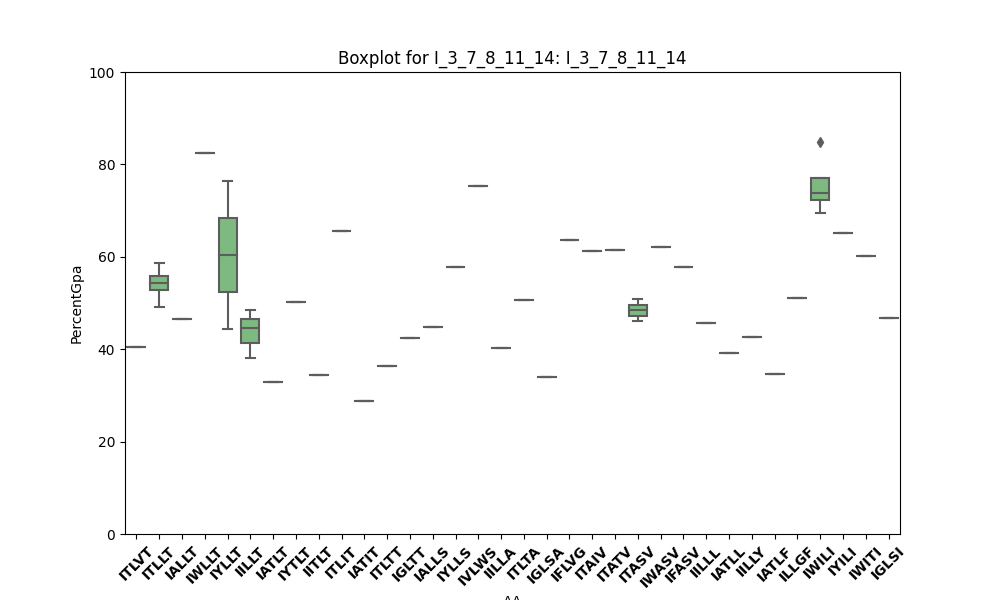 Boxplot for I_3_7_8_11_14: I_3_7_8_11_14
100
80
60
40
20
0
PercentGpa
ITLVT
ITLLT
IALLT
IWLLT
IYLLT
IILLT
IATLT
IYTLT
IITLT
ITLIT
IATIT
ITLTT
IGLTT
IALLS
IYLLS
IVLWS
IILLA
ITLTA
IGLSA
IFLVG
ITAIV
ITATV
ITASV
IWASV
IFASV
IILLL
IATLL
IILLY
IATLF
ILLGF
IWILI
IYILI
IWITI
IGLSI